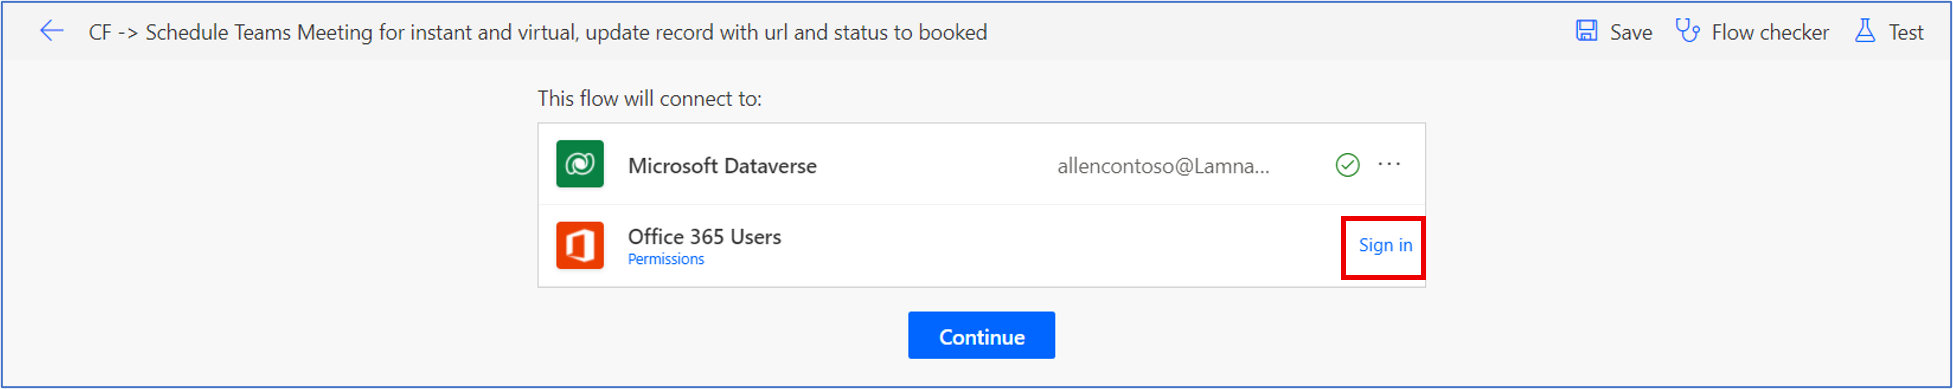 CF -> Schedule Teams Meeting for instant and virtual, update record with url and status to booked
Save
Flow checker
Test
This flow will connect to:
Microsoft Dataverse
allencontoso@Lamna...
Office 365 Users
Permissions
Sign in
Continue